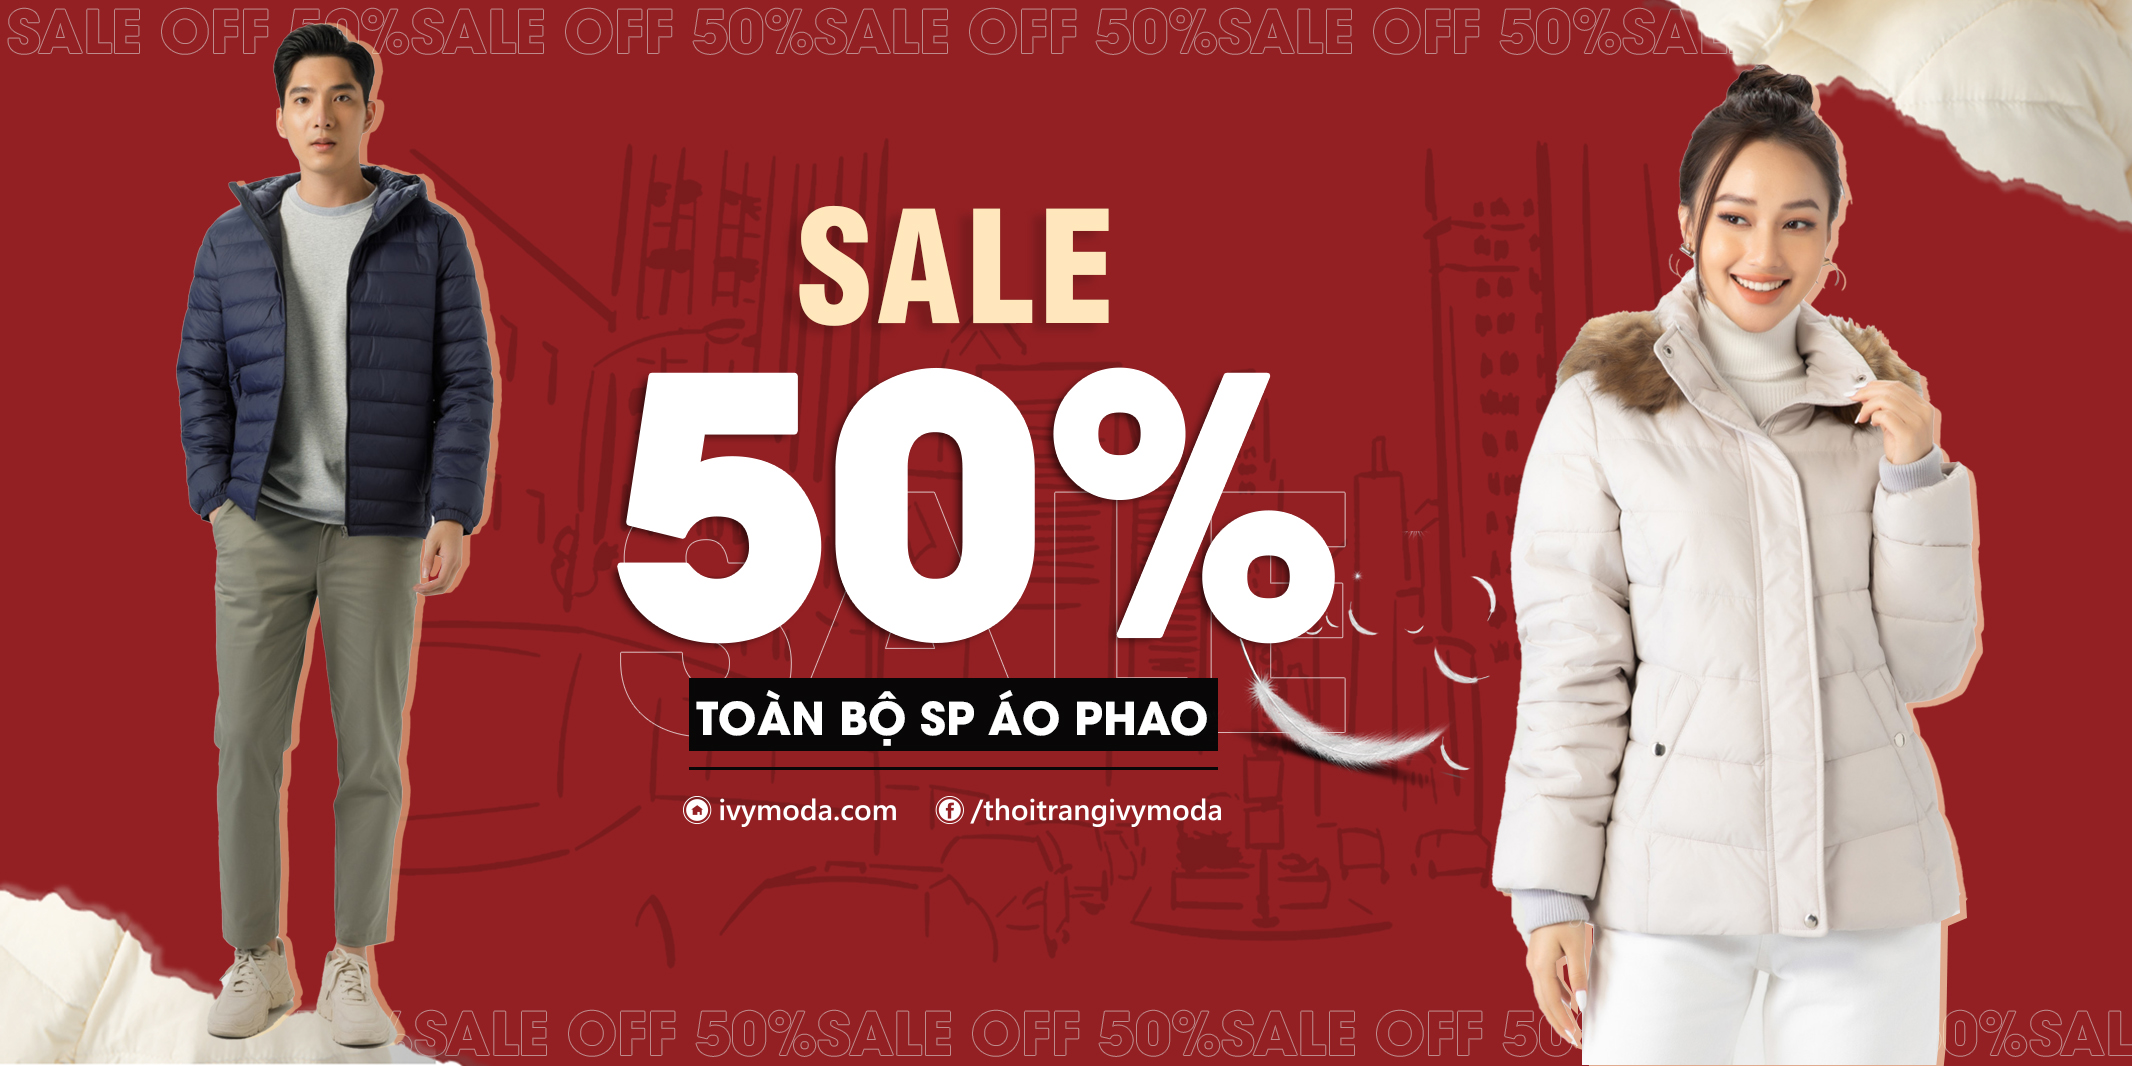 SALE OFF 50%SALE OFF 50%SALE OFF 50%SALE OFF 50%SAL
SALE
50%
SALE
TOÀN BỘ SP ÁO PHAO
ivymoda.com /thoitrangivymoda
%SALE OFF 50%SALE OFF 50%SALE OFF 50 0%SAL